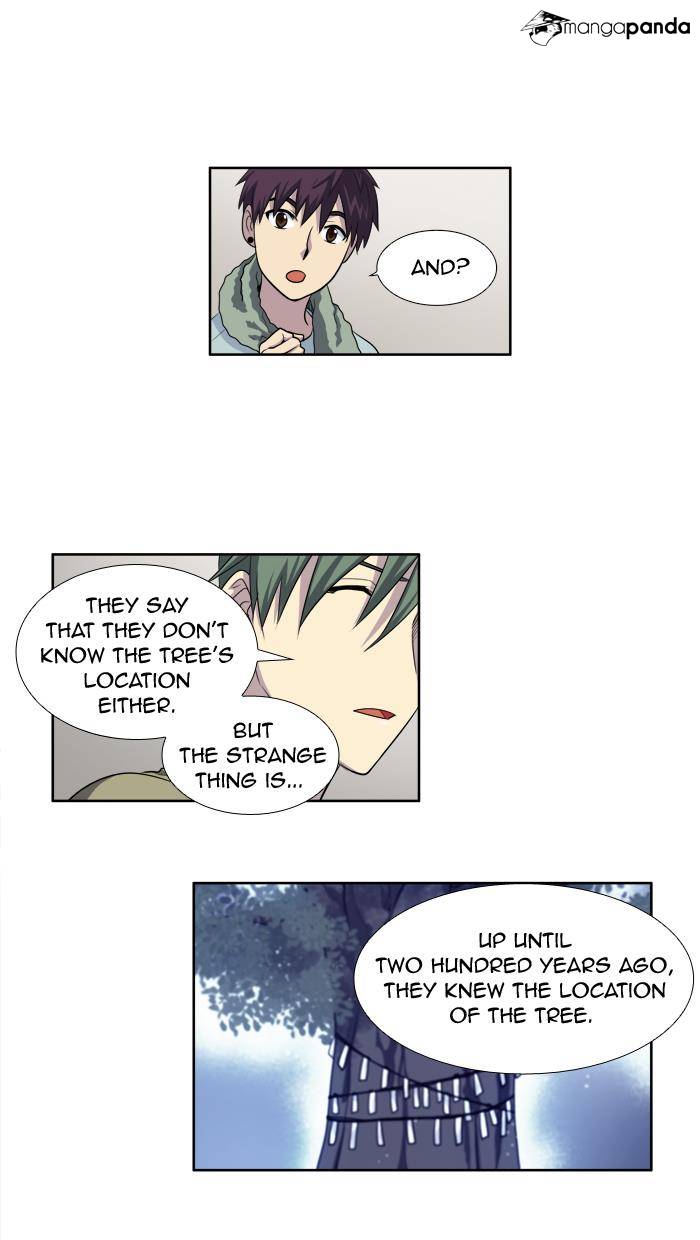 mangapanda
AND?
THEY SAY
THAT THEY DON'T
KNOW THE TREE'S
LOCATION
EITHER.
BUT
THE STRANGE
THING IS...
UP UNTIL
TWO HUNDRED YEARS AGO,
THEY KNEW THE LOCATION
OF THE TREE.